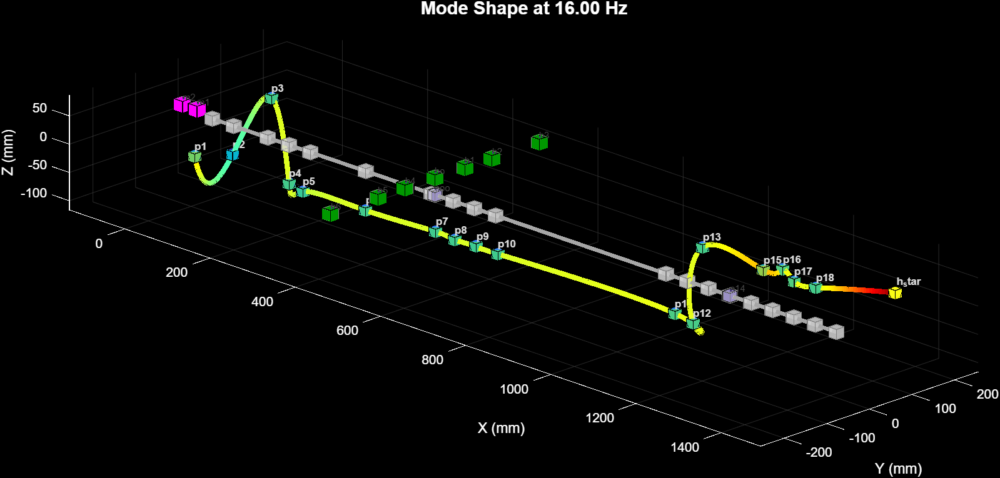 Mode Shape at 16.00 Hz
Z (mm)
50
0
-50
-100
0
200
400
600
800
1000
1200
1400
X (mm)
-200
-100
0
100
200
Y (mm)
p1
p3
p4
p5
p7
p8
p9
p10
p12
p13
p14
p15
p16
p17
p18
hstar